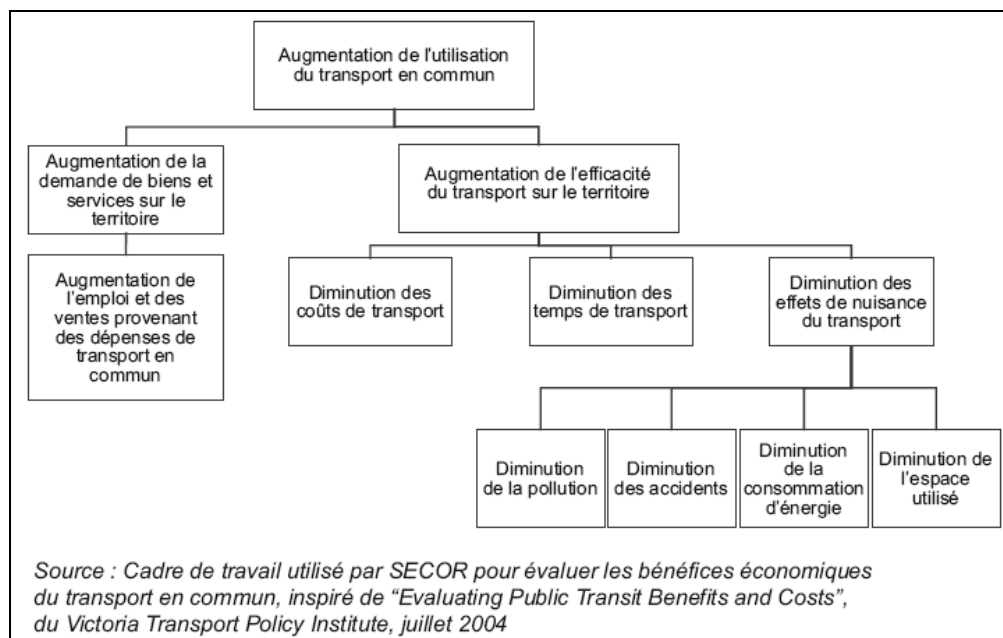 Augmentation de l'utilisation
du transport en commun
Augmentation de la
demande de biens et
services sur le
territoire
Augmentation de l'efficacité
du transport sur le territoire
Augmentation de
l'emploi et des
ventes provenant
des dépenses de
transport en
commun
Diminution des
coûts de transport
Diminution des
temps de transport
Diminution des
effets de nuisance
du transport
Diminution
de la pollution
Diminution
des accidents
Diminution
de la
consommation
d'énergie
Diminution de
l'espace
utilisé
Source : Cadre de travail utilisé par SECOR pour évaluer les bénéfices économiques
du transport en commun, inspiré de “Evaluating Public Transit Benefits and Costs”,
du Victoria Transport Policy Institute, juillet 2004